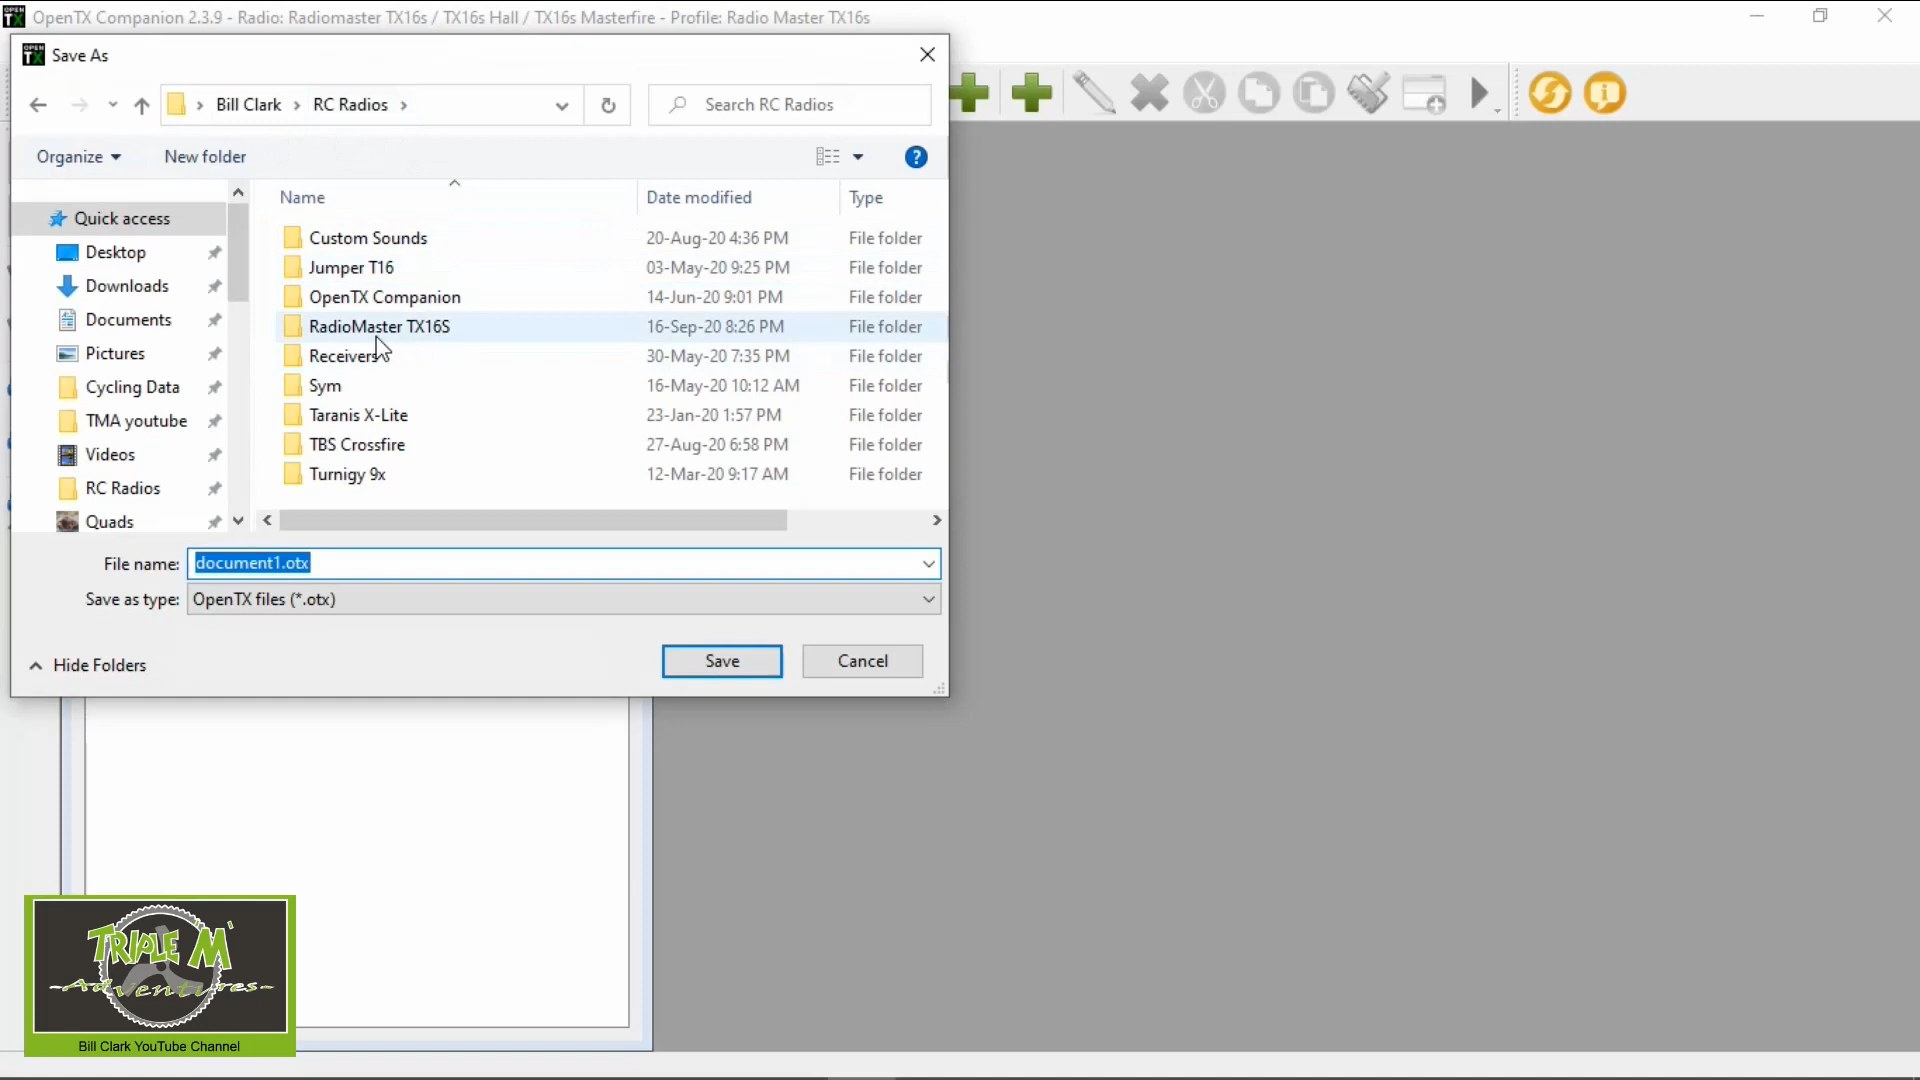 OPEN TX OpenTX Companion 2.3.9 - Radio: Radiomaster TX16s / TX16s Hall / TX16s Masterfire - Profile: Radio Master TX16s
OPEN TX Save As
Bill Clark > RC Radios >
Search RC Radios
Organize
New folder
Name
Date modified
Type
Quick access
Desktop
Downloads
Documents
Pictures
Cycling Data
TMA youtube
Videos
RC Radios
Quads
Custom Sounds 20-Aug-20 4:36 PM File folder
Jumper T16 03-May-20 9:25 PM File folder
OpenTX Companion 14-Jun-20 9:01 PM File folder
RadioMaster TX16S 16-Sep-20 8:26 PM File folder
Receivers 30-May-20 7:35 PM File folder
Sym 16-May-20 10:12 AM File folder
Taranis X-Lite 23-Jan-20 1:57 PM File folder
TBS Crossfire 27-Aug-20 6:58 PM File folder
Turnigy 9x 12-Mar-20 9:17 AM File folder
File name: document1.otx
Save as type: OpenTX files (*.otx)
Hide Folders
Save
Cancel
TRIPLE M
-Adventures-
Bill Clark YouTube Channel